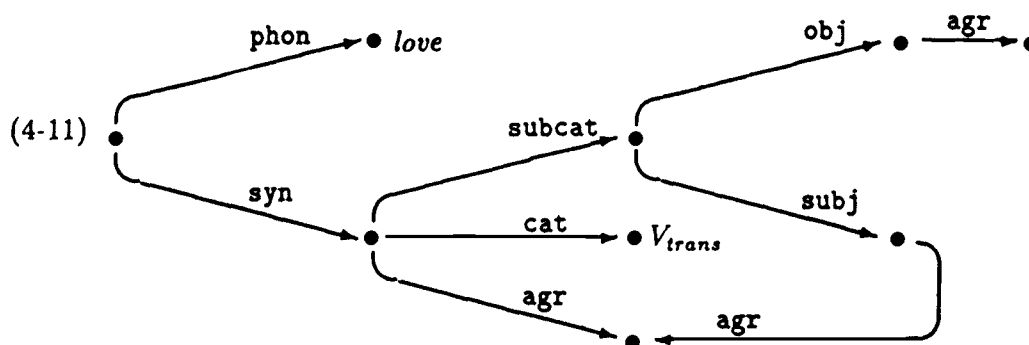 obj agr
phon love
(4-11) subcat
syn subj
cat V_trans
agr agr